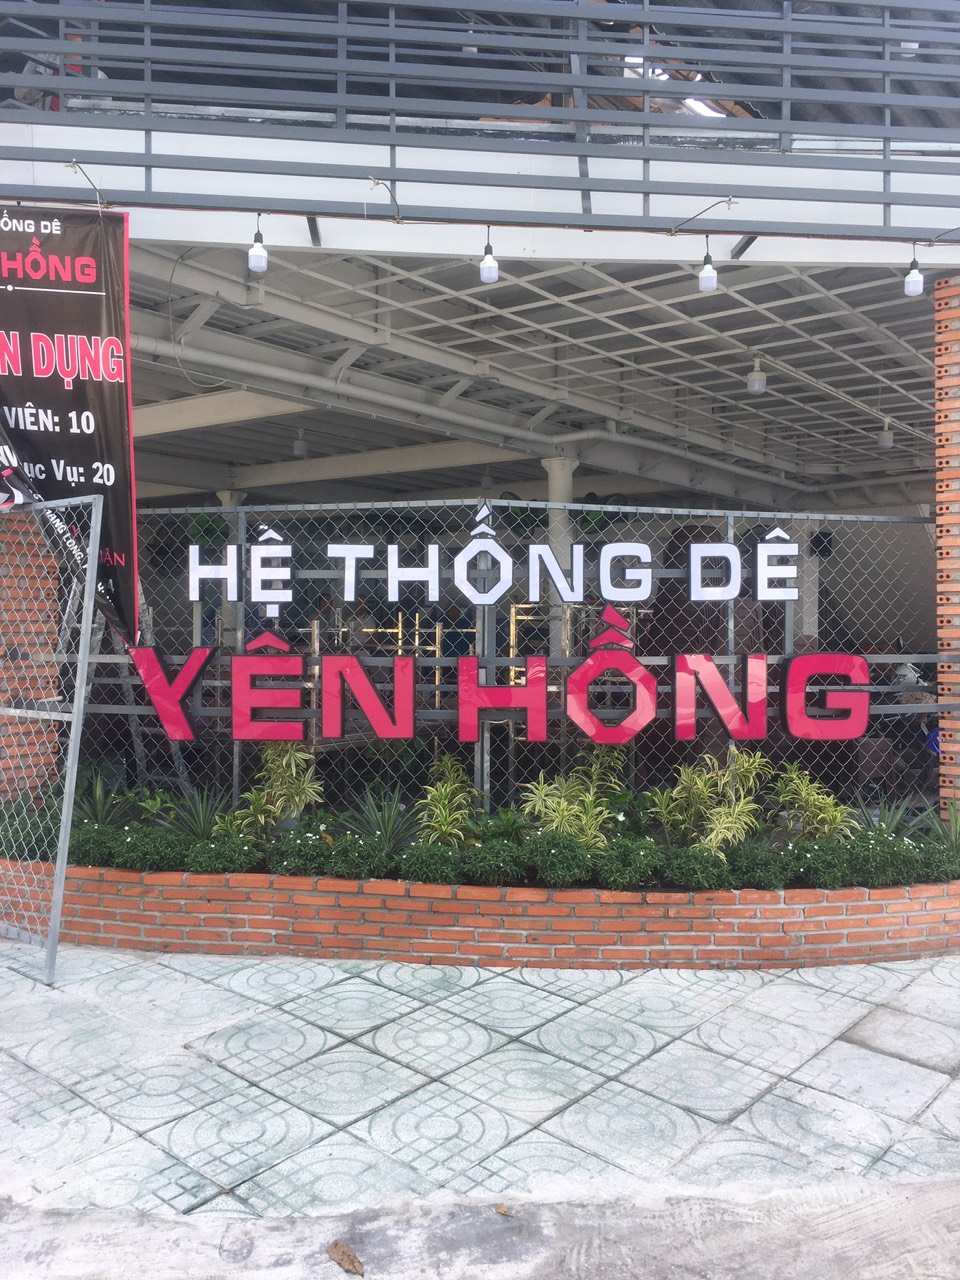 ỐNG DÊ
HỒNG
N DỤNG
VIÊN: 10
ục Vụ: 20
HỆ THỐNG DÊ
YÊN HỒNG